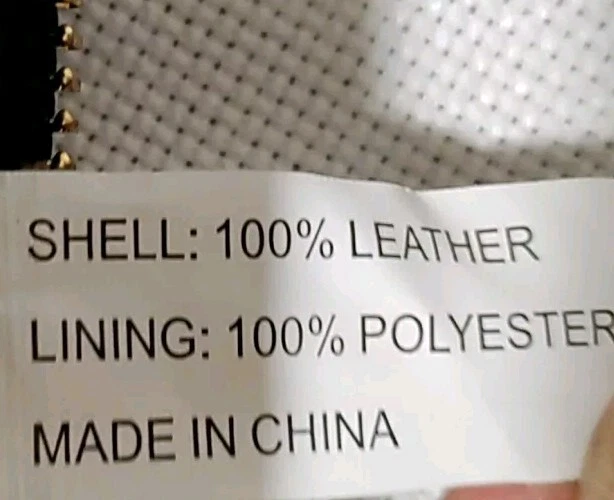 SHELL: 100% LEATHER
LINING: 100% POLYESTER
MADE IN CHINA